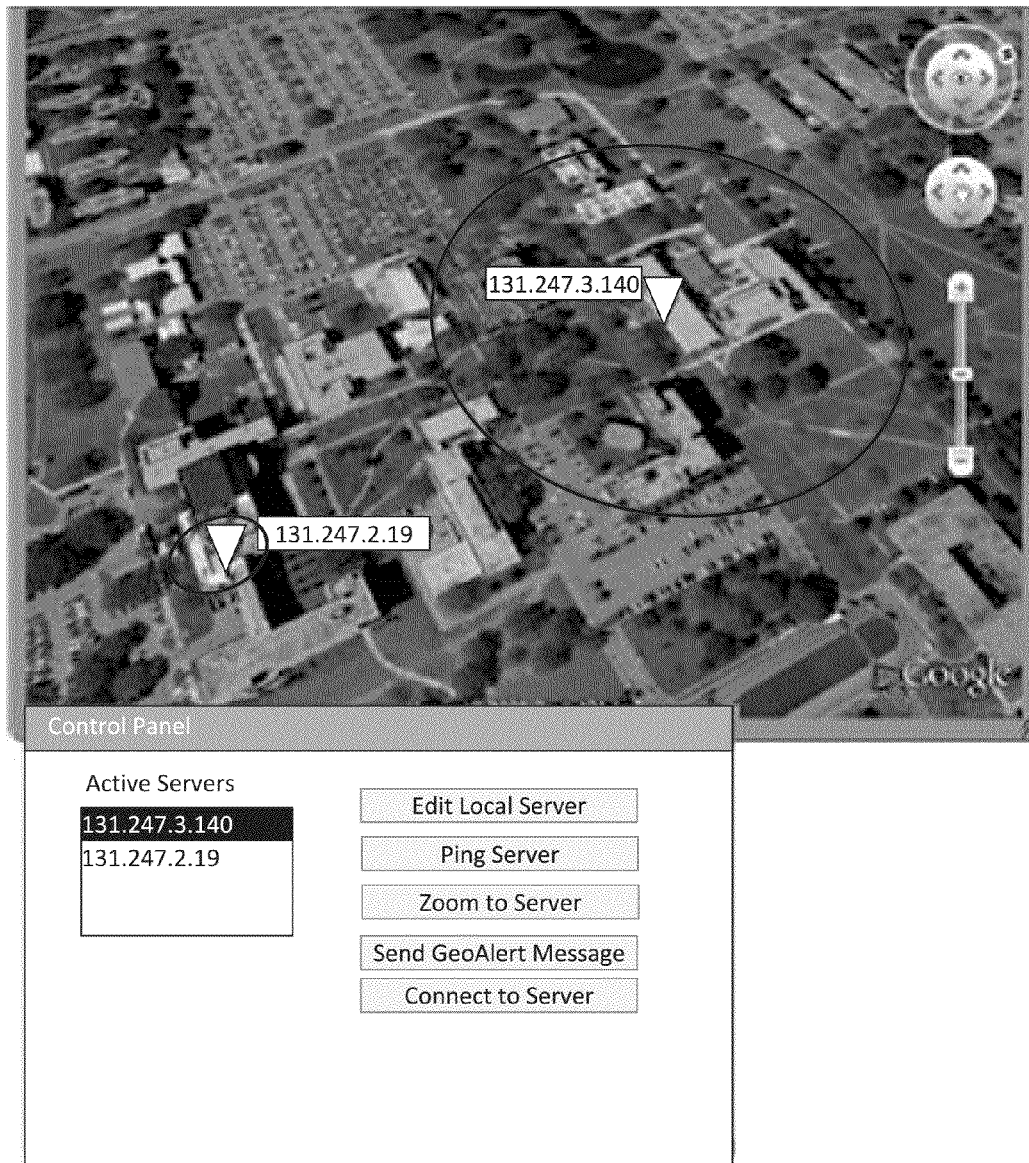 131.247.3.140
131.247.2.19
Google
Control Panel
Active Servers
131.247.3.140
131.247.2.19
Edit Local Server
Ping Server
Zoom to Server
Send GeoAlert Message
Connect to Server